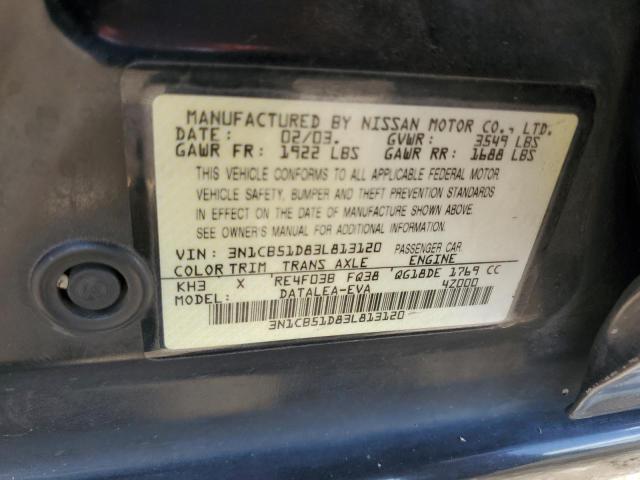 MANUFACTURED BY NISSAN MOTOR CO., LTD.
DATE: 02/03. GVWR: 3549 LBS
GAWR FR: 1922 LBS GAWR RR: 1688 LBS
THIS VEHICLE CONFORMS TO ALL APPLICABLE FEDERAL MOTOR
VEHICLE SAFETY, BUMPER AND THEFT PREVENTION STANDARDS
IN EFFECT ON THE DATE OF MANUFACTURE SHOWN ABOVE.
SEE OWNER'S MANUAL FOR ADDITIONAL INFORMATION
VIN: 3N1CB51D83L813120 PASSENGER CAR
COLOR TRIM TRANS AXLE ENGINE
KH3 X RE4F03B FQ38 QG18DE 1769 CC
MODEL: DATALEA-EVA 4Z000
3N1CB51D83L813120